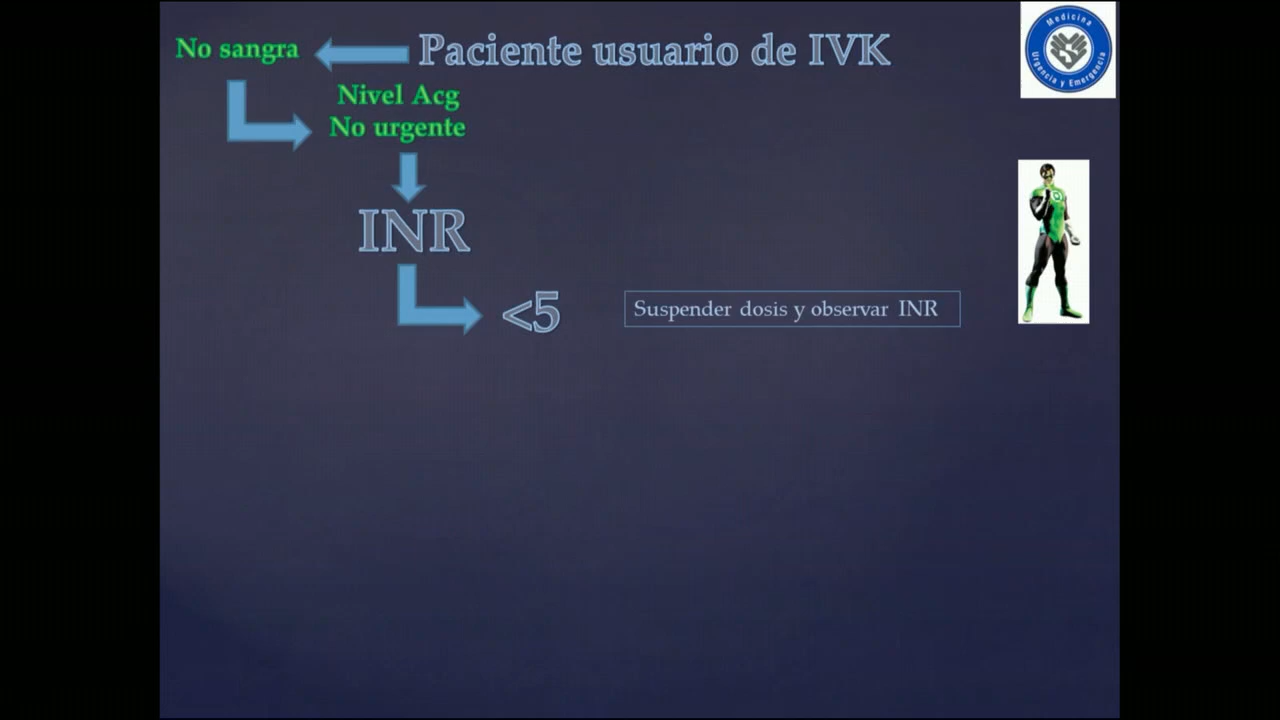 No sangra
Paciente usuario de IVK
Nivel Acg
No urgente
INR
<5
Suspender dosis y observar INR
Medicina
Urgencia y Emergencia